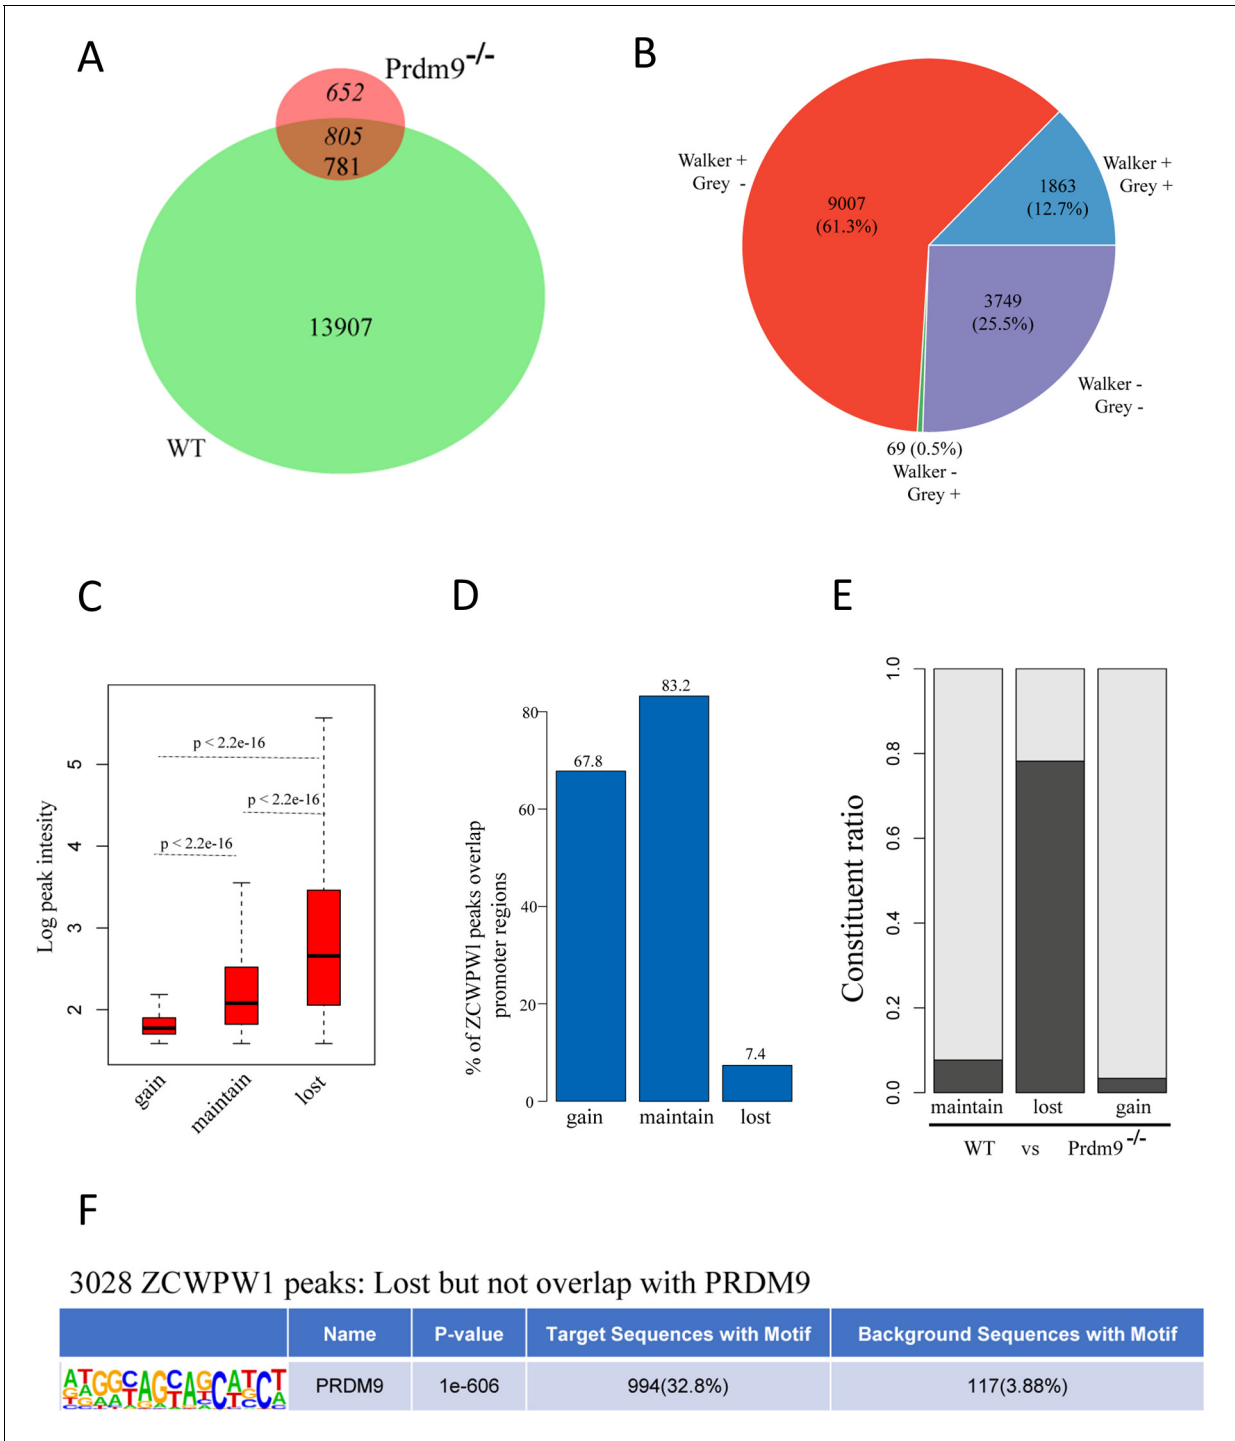 A
Prdm9-/-
652
805
781
13907
WT
B
Walker +
Grey -
9007
(61.3%)
1863
(12.7%)
Walker +
Grey +
3749
(25.5%)
Walker -
Grey -
69 (0.5%)
Walker -
Grey +
C
Log peak intesity
5
4
3
2
p < 2.2e-16
p < 2.2e-16
p < 2.2e-16
gain
maintain
lost
D
% of ZCWPW1 peaks overlap
promoter regions
80
60
40
20
0
67.8
83.2
7.4
gain
maintain
lost
E
Constituent ratio
1.0
0.8
0.6
0.4
0.2
0.0
maintain
lost
gain
WT vs Prdm9-/-
F
3028 ZCWPW1 peaks: Lost but not overlap with PRDM9
Name P-value Target Sequences with Motif Background Sequences with Motif
ATGGCAGCAGCATCT PRDM9 1e-606 994(32.8%) 117(3.88%)